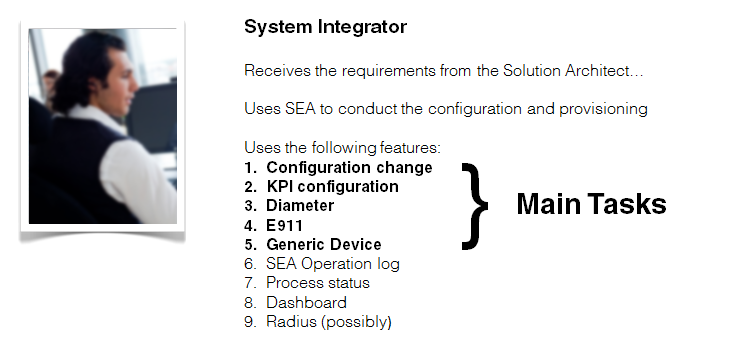 System Integrator
Receives the requirements from the Solution Architect...
Uses SEA to conduct the configuration and provisioning
Uses the following features:
1. Configuration change
2. KPI configuration
3. Diameter
4. E911
5. Generic Device
} Main Tasks
6. SEA Operation log
7. Process status
8. Dashboard
9. Radius (possibly)